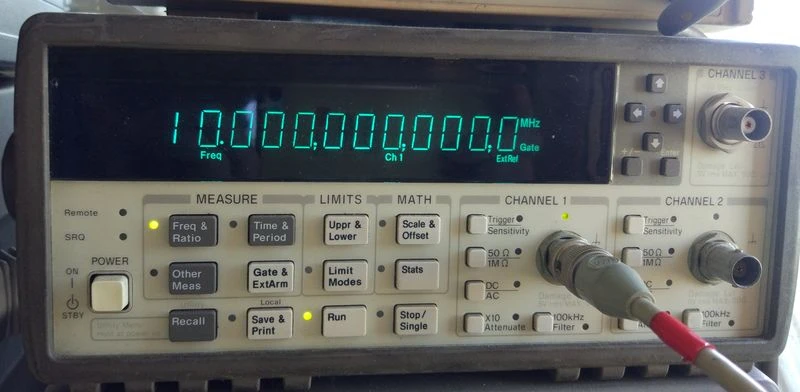 10.000,000,000,0 MHz
Gate
Freq Ch1 ExtRef
+/- Enter
CHANNEL 3
MEASURE LIMITS MATH CHANNEL 1 CHANNEL 2
Remote
SRQ
POWER
ON
STBY
Freq & Ratio
Time & Period
Uppr & Lower
Scale & Offset
Trigger
Sensitivity
Trigger
Sensitivity
Other Meas
Gate & ExtArm
Limit Modes
Stats
50 Ω
1M Ω
50 Ω
1M Ω
DC
AC
Utility
Local
Recall
Save & Print
Run
Stop/ Single
X10
Attenuate
100kHz
Filter
100kHz
Filter